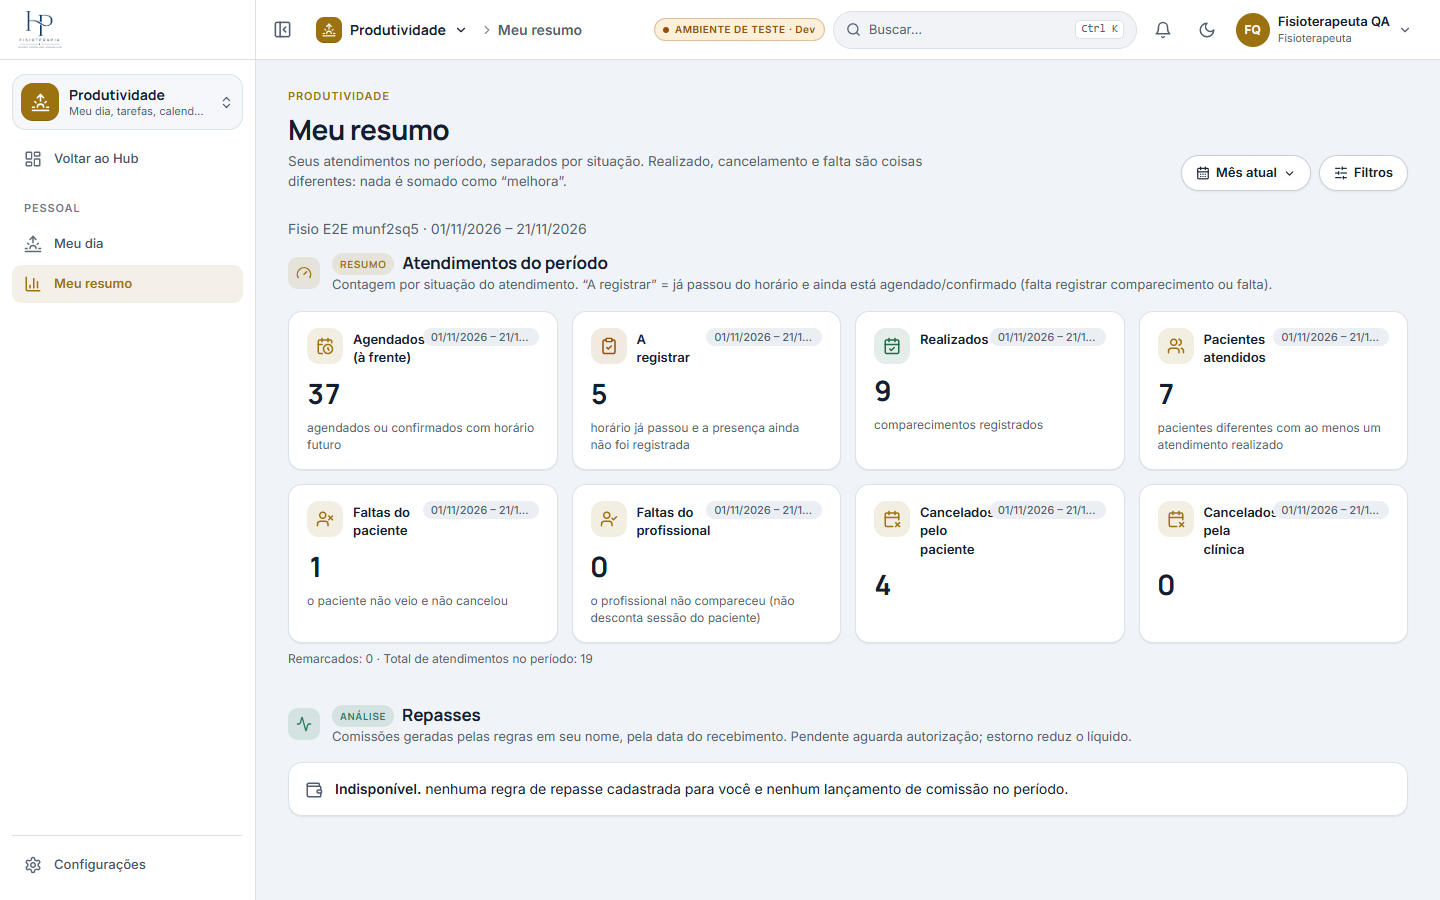 hp
FISIOTERAPIA
Produtividade
Meu resumo
AMBIENTE DE TESTE · Dev
Buscar...
Ctrl K
FQ
Fisioterapeuta QA
Fisioterapeuta
Produtividade
Meu dia, tarefas, calend...
Voltar ao Hub
PESSOAL
Meu dia
Meu resumo
Configurações
PRODUTIVIDADE
Meu resumo
Seus atendimentos no período, separados por situação. Realizado, cancelamento e falta são coisas
diferentes: nada é somado como “melhora”.
Mês atual
Filtros
Fisio E2E munf2sq5 · 01/11/2026 – 21/11/2026
RESUMO
Atendimentos do período
Contagem por situação do atendimento. “A registrar” = já passou do horário e ainda está agendado/confirmado (falta registrar comparecimento ou falta).
Agendados
(à frente)
01/11/2026 – 21/1...
37
agendados ou confirmados com horário
futuro
A
registrar
01/11/2026 – 21/1...
5
horário já passou e a presença ainda
não foi registrada
Realizados
01/11/2026 – 21/1...
9
comparecimentos registrados
Pacientes
atendidos
01/11/2026 – 21/1...
7
pacientes diferentes com ao menos um
atendimento realizado
Faltas do
paciente
01/11/2026 – 21/1...
1
o paciente não veio e não cancelou
Faltas do
profissional
01/11/2026 – 21/1...
0
o profissional não compareceu (não
desconta sessão do paciente)
Cancelados
pelo
paciente
01/11/2026 – 21/1...
4
Cancelados
pela
clínica
01/11/2026 – 21/1...
0
Remarcados: 0 · Total de atendimentos no período: 19
ANÁLISE
Repasses
Comissões geradas pelas regras em seu nome, pela data do recebimento. Pendente aguarda autorização; estorno reduz o líquido.
Indisponível. nenhuma regra de repasse cadastrada para você e nenhum lançamento de comissão no período.